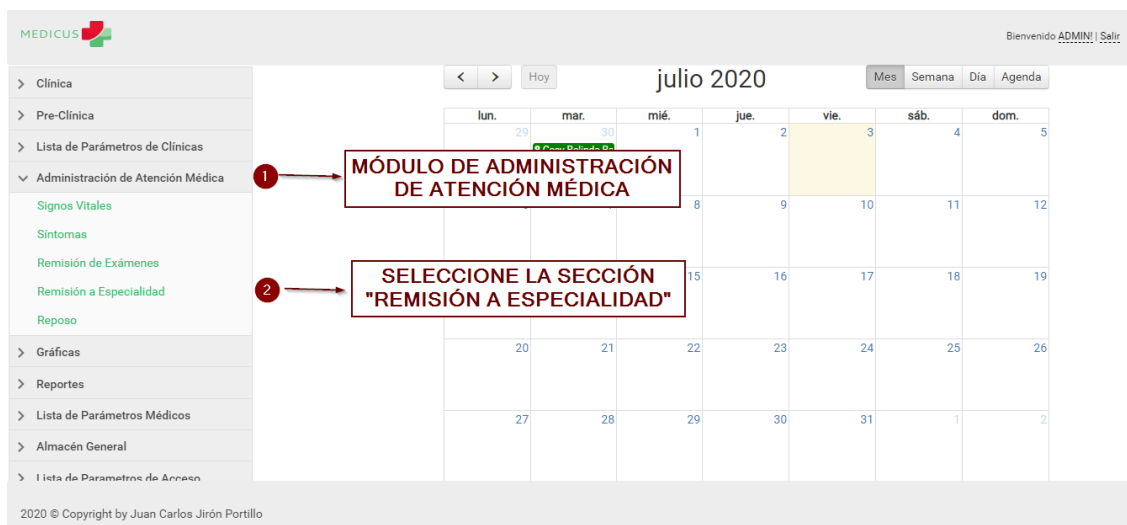 MEDICUS
Bienvenido ADMIN! | Salir
Clínica
Pre-Clínica
Lista de Parámetros de Clínicas
Administración de Atención Médica
Signos Vitales
Síntomas
Remisión de Exámenes
Remisión a Especialidad
Reposo
Gráficas
Reportes
Lista de Parámetros Médicos
Almacén General
Lista de Parametros de Acceso
Hoy
julio 2020
Mes Semana Día Agenda
lun. mar. mié. jue. vie. sáb. dom.
29 30 1 2 3 4 5
1 MÓDULO DE ADMINISTRACIÓN
DE ATENCIÓN MÉDICA
8 9 10 11 12
2 SELECCIONE LA SECCIÓN
"REMISIÓN A ESPECIALIDAD"
15 16 17 18 19
20 21 22 23 24 25 26
27 28 29 30 31 1 2
2020 © Copyright by Juan Carlos Jirón Portillo